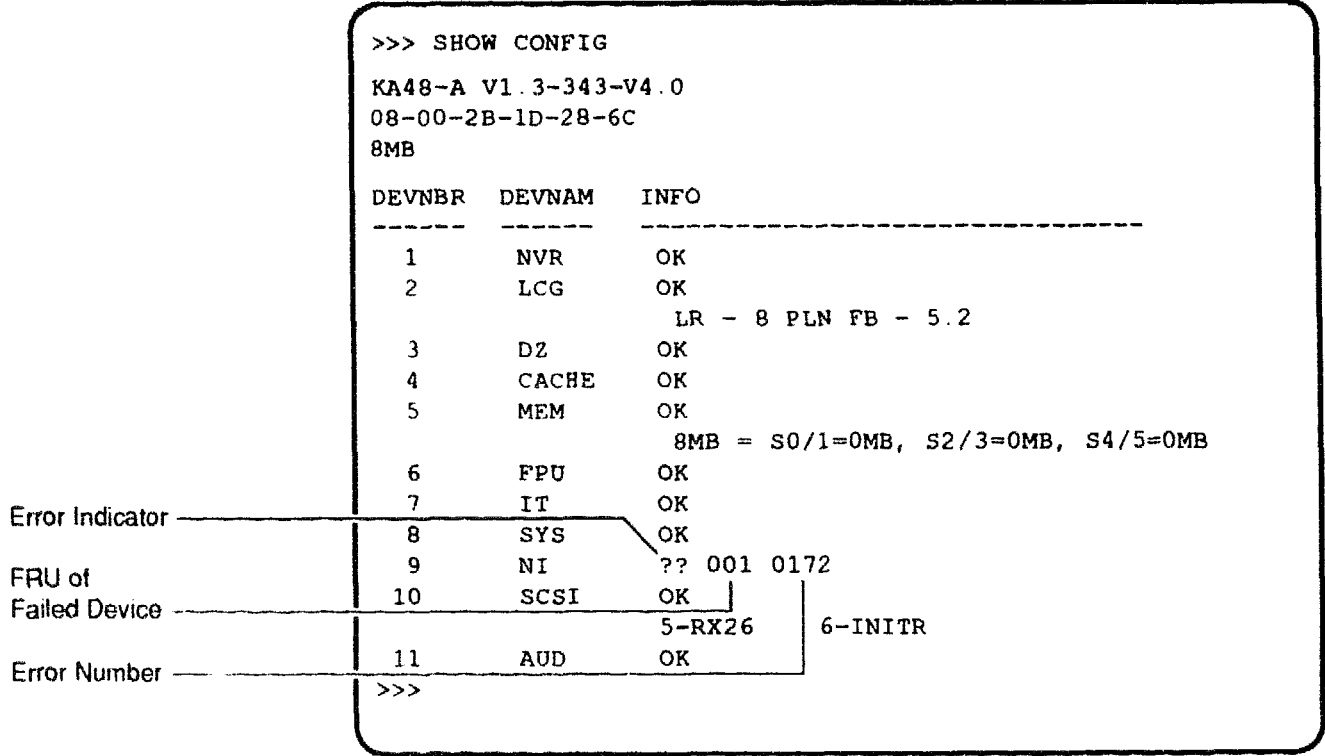 >>> SHOW CONFIG
KA48-A V1.3-343-V4.0
08-00-2B-1D-28-6C
8MB
DEVNBR DEVNAM INFO
------ ------ --------------------------------
1 NVR OK
2 LCG OK
LR - 8 PLN FB - 5.2
3 DZ OK
4 CACHE OK
5 MEM OK
8MB = S0/1=0MB, S2/3=0MB, S4/5=0MB
6 FPU OK
7 IT OK
Error Indicator
8 SYS OK
9 NI ?? 001 0172
FRU of
Failed Device
10 SCSI OK
5-RX26 6-INITR
11 AUD OK
Error Number
>>>